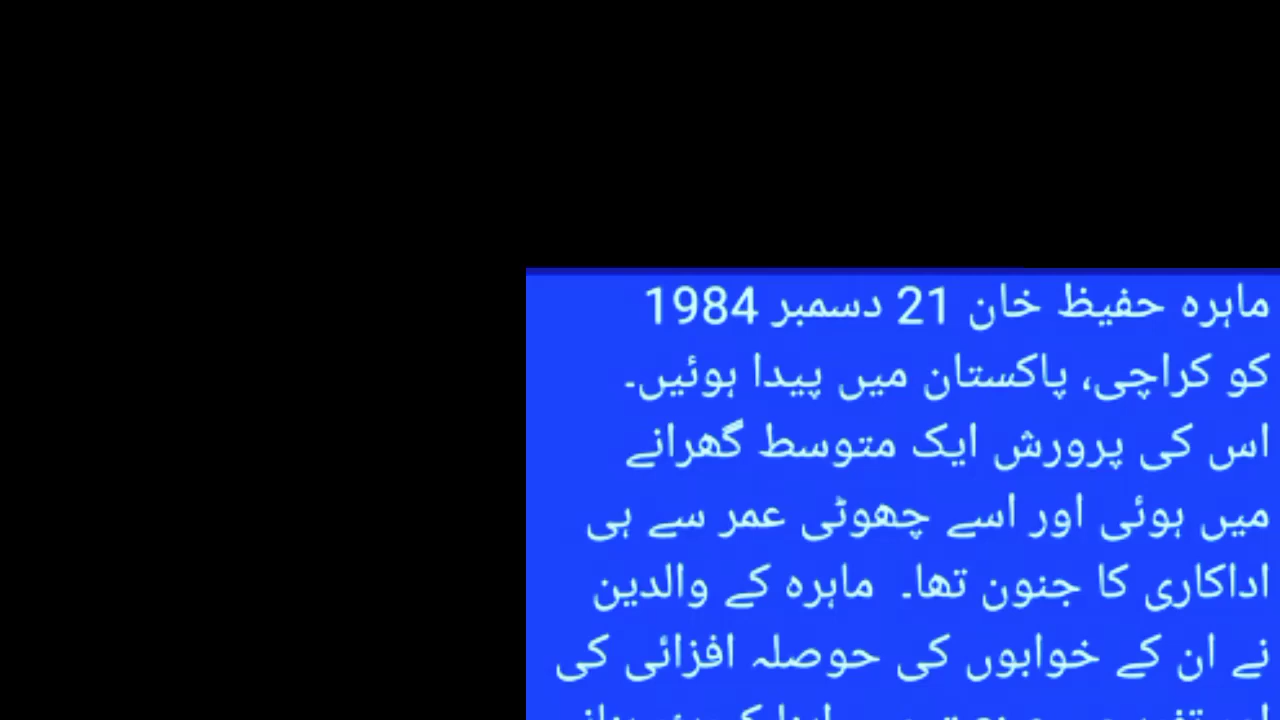 ماہرہ حفیظ خان 21 دسمبر 1984
کو کراچی، پاکستان میں پیدا ہوئیں۔
اس کی پرورش ایک متوسط گھرانے
میں ہوئی اور اسے چھوٹی عمر سے ہی
اداکاری کا جنون تھا۔ ماہرہ کے والدین
نے ان کے خوابوں کی حوصلہ افزائی کی